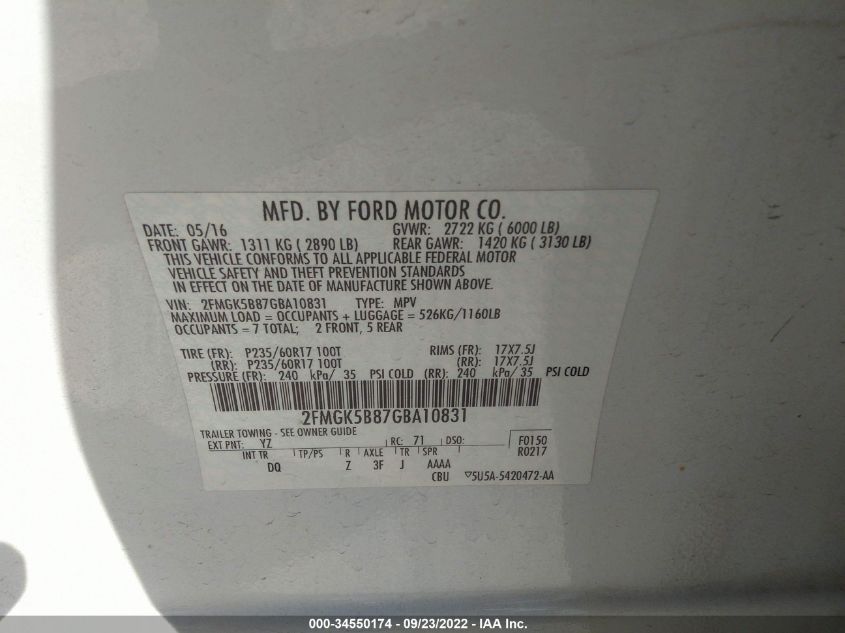 MFD. BY FORD MOTOR CO.
DATE: 05/16 GVWR: 2722 KG ( 6000 LB)
FRONT GAWR: 1311 KG ( 2890 LB) REAR GAWR: 1420 KG ( 3130 LB)
THIS VEHICLE CONFORMS TO ALL APPLICABLE FEDERAL MOTOR
VEHICLE SAFETY AND THEFT PREVENTION STANDARDS
IN EFFECT ON THE DATE OF MANUFACTURE SHOWN ABOVE.
VIN: 2FMGK5B87GBA10831 TYPE: MPV
MAXIMUM LOAD = OCCUPANTS + LUGGAGE = 526KG/1160LB
OCCUPANTS = 7 TOTAL; 2 FRONT, 5 REAR
TIRE (FR): P235/60R17 100T RIMS (FR): 17X7.5J
(RR): P235/60R17 100T (RR): 17X7.5J
PRESSURE (FR): 240 kPa/ 35 PSI COLD (RR): 240 kPa/ 35 PSI COLD
2FMGK5B87GBA10831
TRAILER TOWING - SEE OWNER GUIDE
EXT PNT: YZ RC: 71 DSO: F0150
INT TR TP/PS R AXLE TR SPR R0217
DQ Z 3F J AAAA
CBU ▽5U5A-5420472-AA
000-34550174 - 09/23/2022 - IAA Inc.